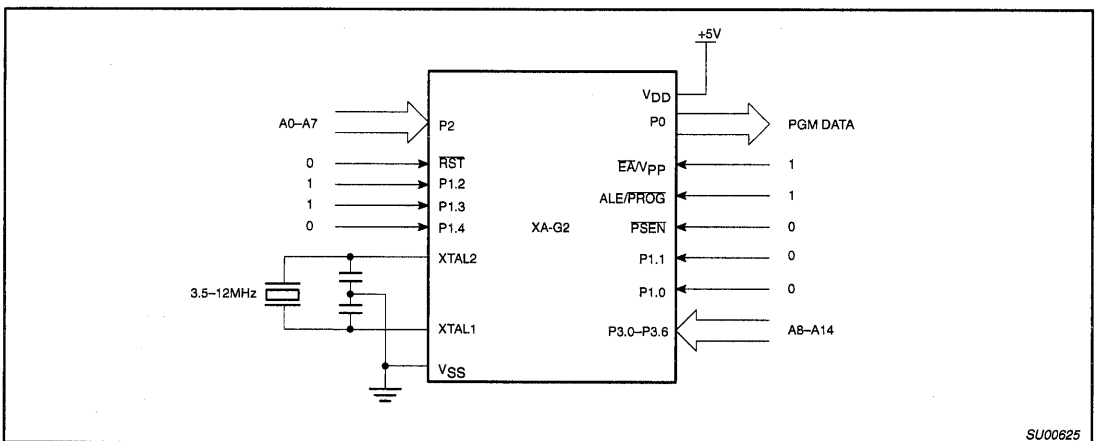 +5V
VDD
A0–A7
P2
P0
PGM DATA
0
RST
EA/VPP
1
1
P1.2
ALE/PROG
1
1
P1.3
0
P1.4
XA-G2
PSEN
0
XTAL2
P1.1
0
3.5–12MHz
P1.0
0
XTAL1
P3.0–P3.6
A8–A14
VSS
SU00625